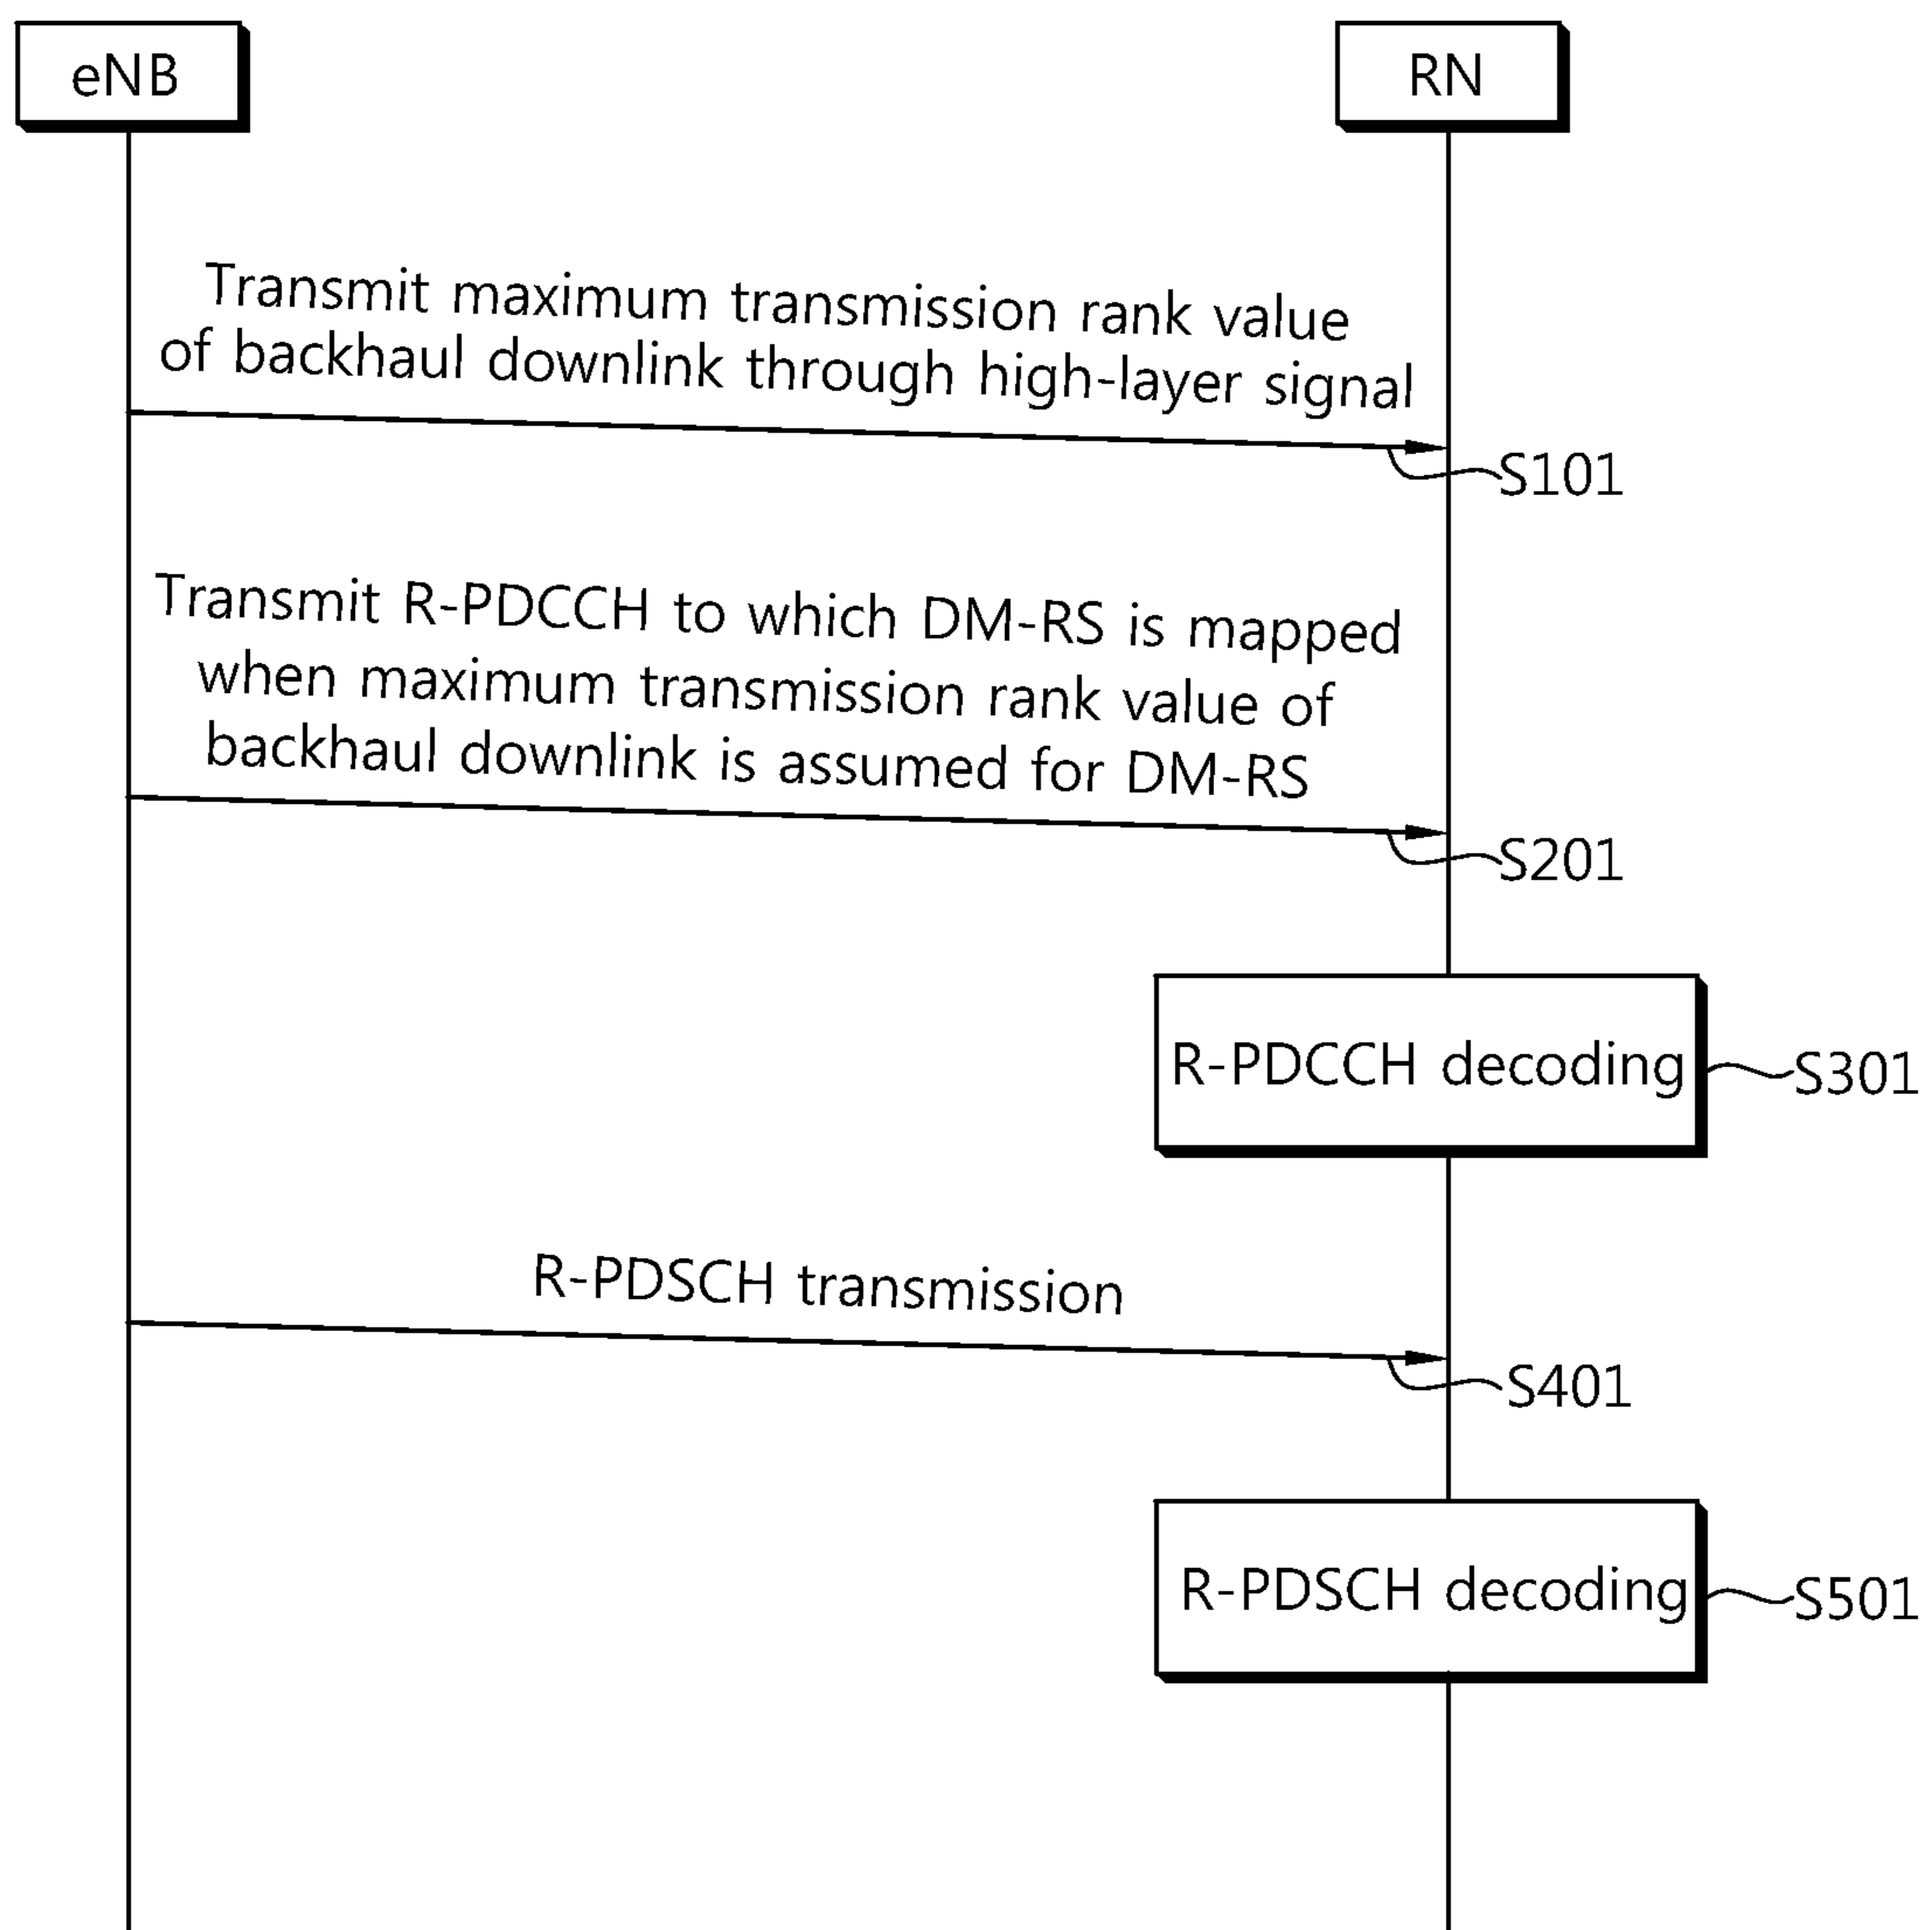 eNB
RN
Transmit maximum transmission rank value
of backhaul downlink through high-layer signal
S101
Transmit R-PDCCH to which DM-RS is mapped
when maximum transmission rank value of
backhaul downlink is assumed for DM-RS
S201
R-PDCCH decoding
S301
R-PDSCH transmission
S401
R-PDSCH decoding
S501